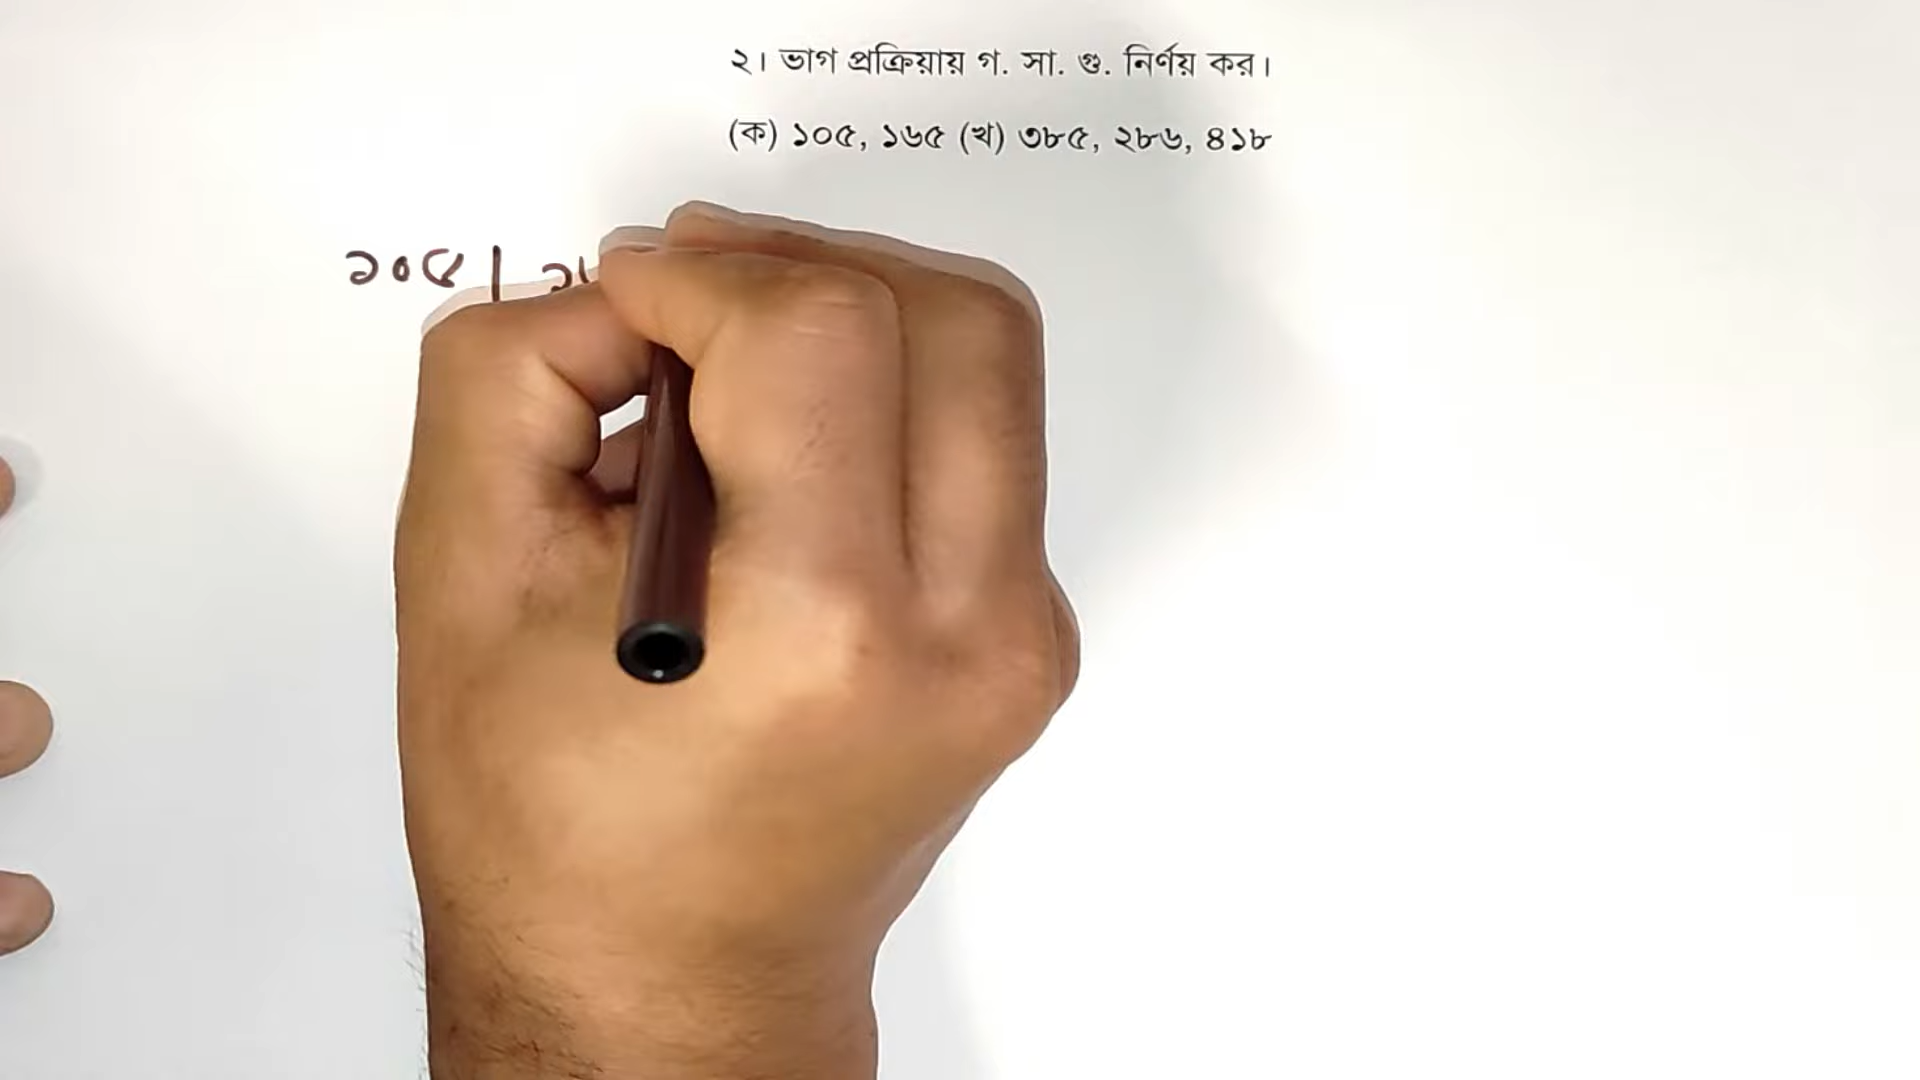 ২। ভাগ প্রক্রিয়ায় গ. সা. গু. নির্ণয় কর।
(ক) ১০৫, ১৬৫ (খ) ৩৮৫, ২৮৬, ৪১৮
১০৫